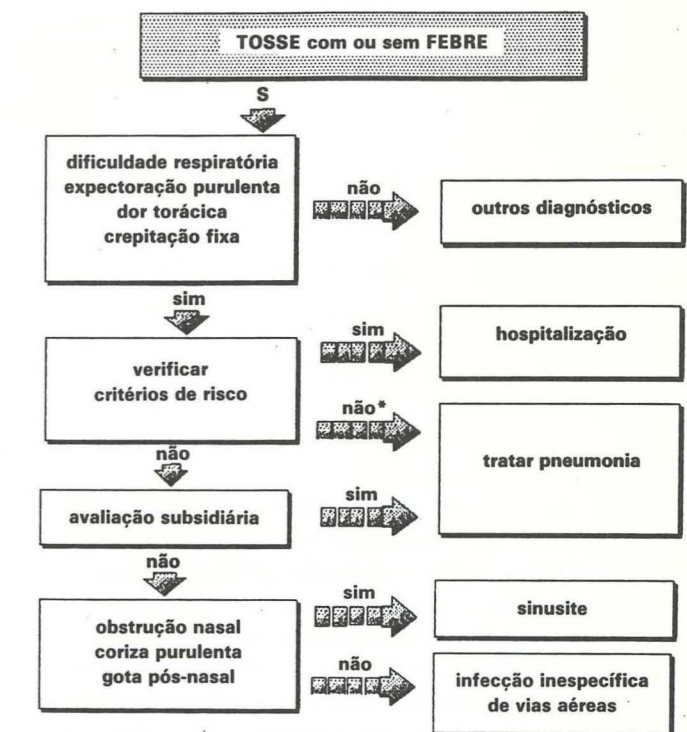 TOSSE com ou sem FEBRE
S
dificuldade respiratória
expectoração purulenta
dor torácica
crepitação fixa
não
outros diagnósticos
sim
verificar
critérios de risco
sim
hospitalização
não*
tratar pneumonia
não
avaliação subsidiária
sim
não
obstrução nasal
coriza purulenta
gota pós-nasal
sim
sinusite
não
infecção inespecífica
de vias aéreas